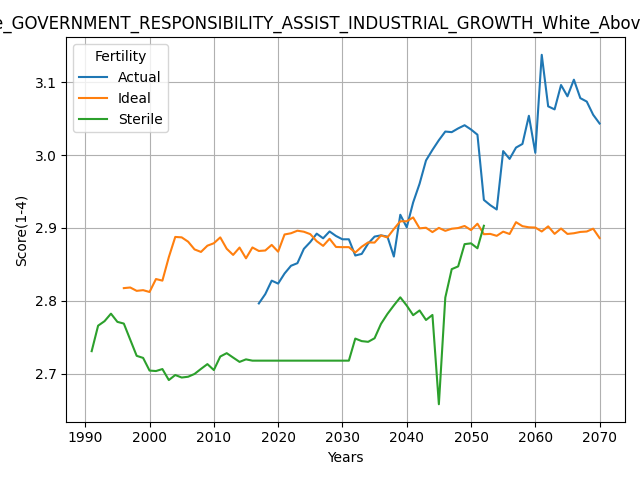 e_GOVERNMENT_RESPONSIBILITY_ASSIST_INDUSTRIAL_GROWTH_White_Abov
Fertility
Actual
Ideal
Sterile
Score(1-4)
3.1
3.0
2.9
2.8
2.7
1990 2000 2010 2020 2030 2040 2050 2060 2070
Years